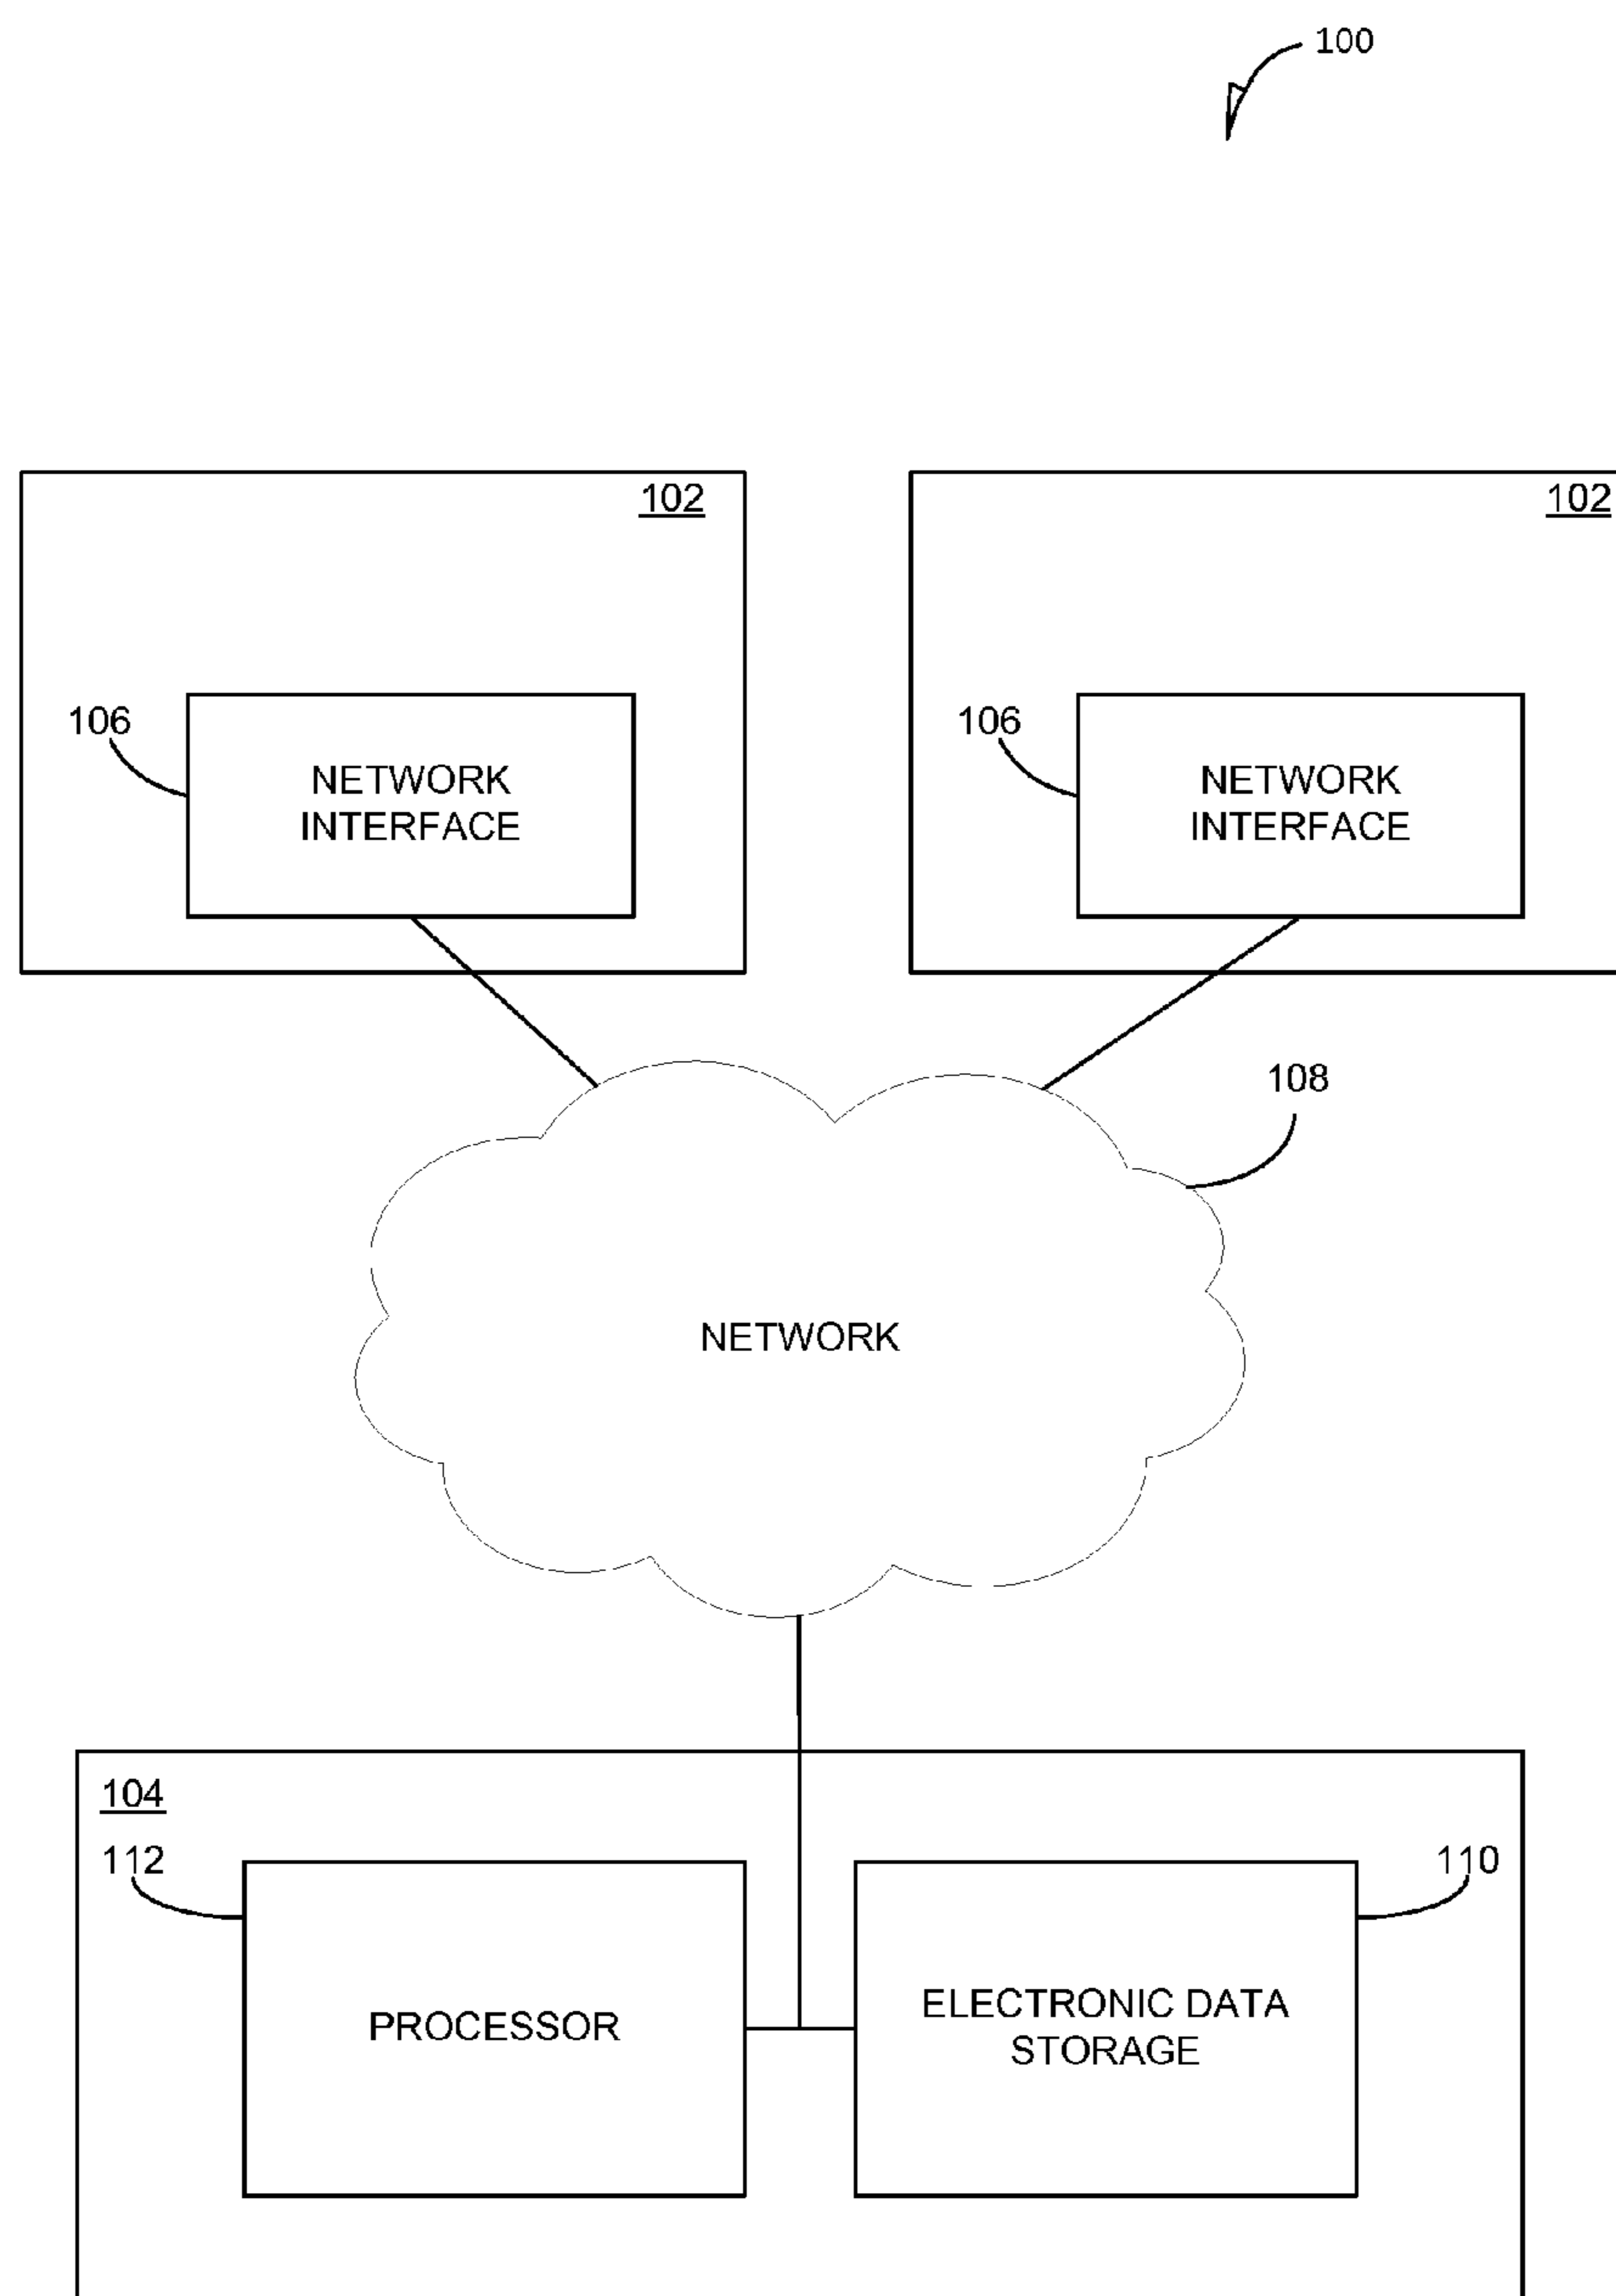 100
102
102
106
NETWORK
INTERFACE
106
NETWORK
INTERFACE
108
NETWORK
104
112
110
PROCESSOR
ELECTRONIC DATA
STORAGE